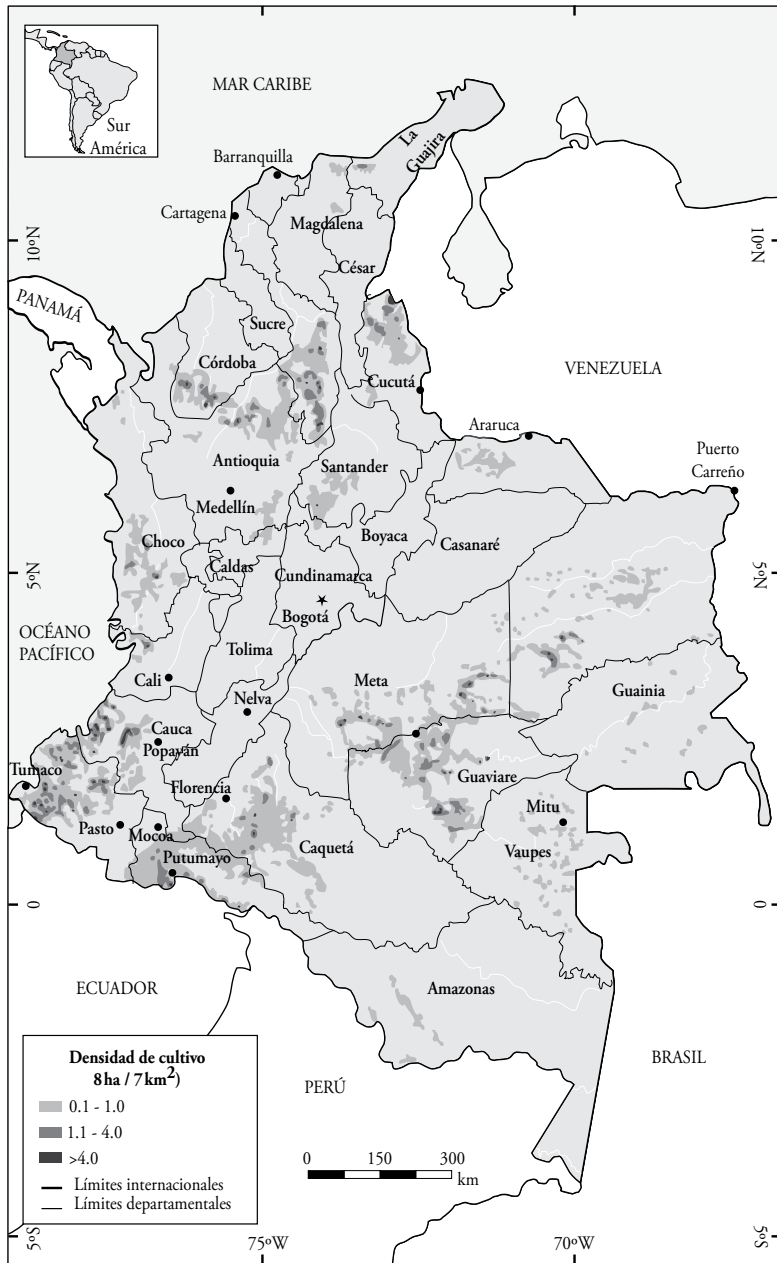 Sur
América
MAR CARIBE
La
Guajira
Barranquilla
Cartagena
Magdalena
10ºN
10ºN
César
PANAMÁ
Sucre
Córdoba
VENEZUELA
Cucutá
Araruca
Puerto
Carreño
Antioquia
Santander
Medellín
Choco
Boyaca
Casanaré
Caldas
5ºN
5ºN
Cundinamarca
Bogotá
OCÉANO
PACÍFICO
Tolima
Cali
Meta
Guainia
Nelva
Cauca
Popayán
Tumaco
Guaviare
Florencia
Mitu
Pasto
Mocoa
Caquetá
Vaupes
Putumayo
0
0
ECUADOR
Amazonas
BRASIL
PERÚ
Densidad de cultivo
8 ha / 7 km2)
0.1 - 1.0
1.1 - 4.0
>4.0
Límites internacionales
Límites departamentales
0 150 300
km
5ºS
75ºW
70ºW
5ºS